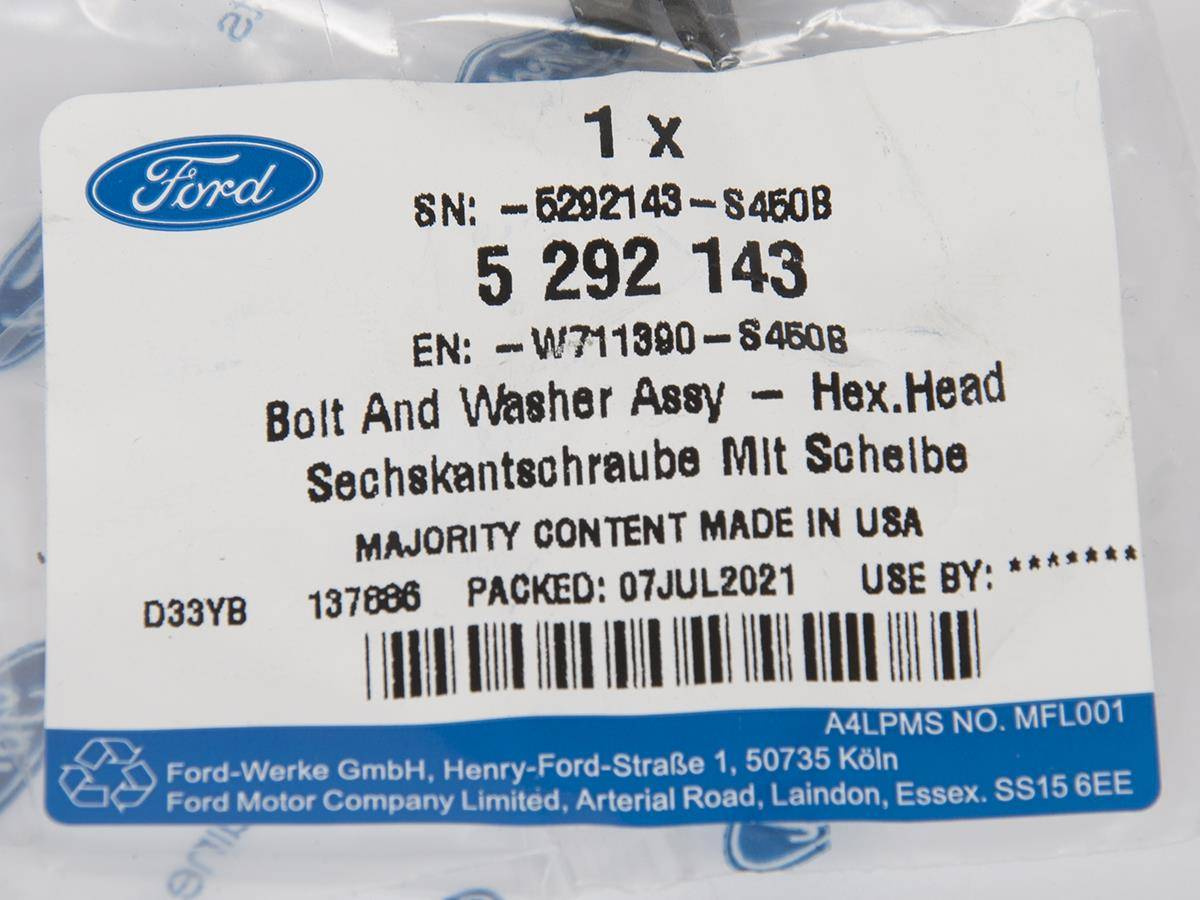 Ford
1 x
SN: -5292143-S450B
5 292 143
EN: -W711390-S450B
Bolt And Washer Assy - Hex.Head
Sechskantschraube Mit Scheibe
MAJORITY CONTENT MADE IN USA
D33YB 137886 PACKED: 07JUL2021 USE BY: *******
A4LPMS NO. MFL001
Ford-Werke GmbH, Henry-Ford-Straße 1, 50735 Köln
Ford Motor Company Limited, Arterial Road, Laindon, Essex. SS15 6EE